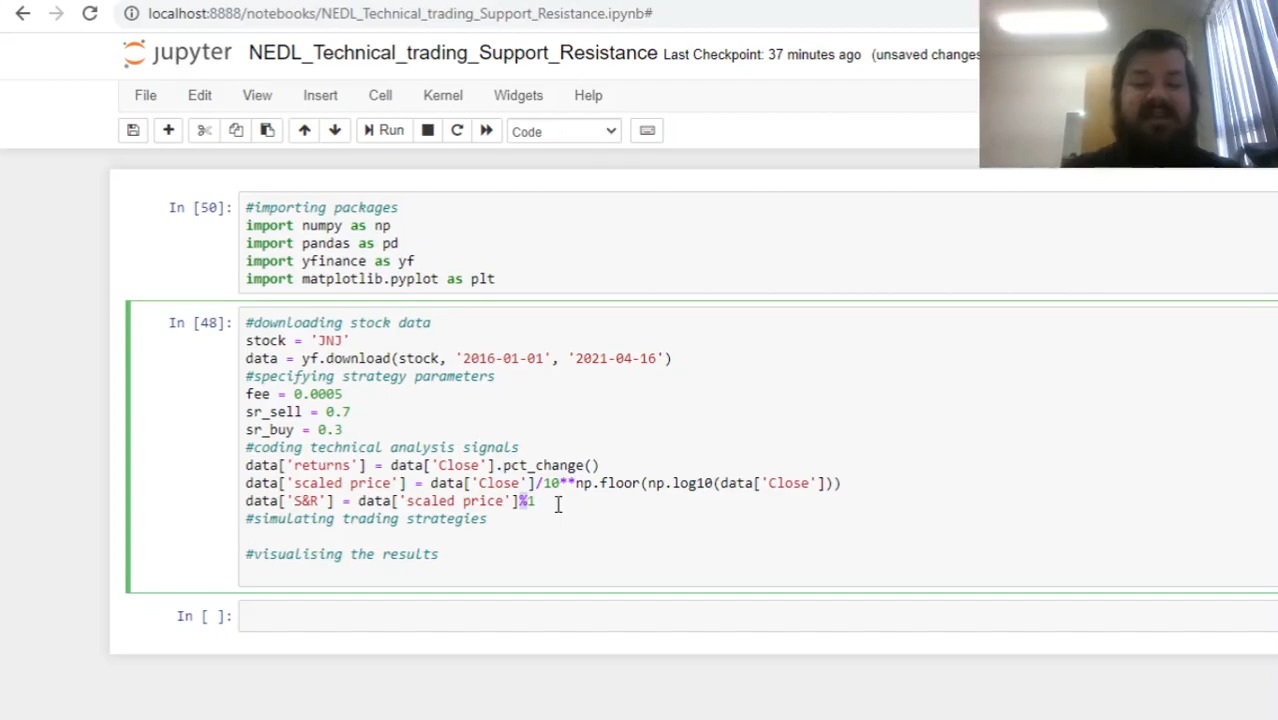 localhost:8888/notebooks/NEDL_Technical_trading_Support_Resistance.ipynb#
jupyter NEDL_Technical_trading_Support_Resistance Last Checkpoint: 37 minutes ago (unsaved changes
File Edit View Insert Cell Kernel Widgets Help
Run Code
In [50]: #importing packages
import numpy as np
import pandas as pd
import yfinance as yf
import matplotlib.pyplot as plt
In [48]: #downloading stock data
stock = 'JNJ'
data = yf.download(stock, '2016-01-01', '2021-04-16')
#specifying strategy parameters
fee = 0.0005
sr_sell = 0.7
sr_buy = 0.3
#coding technical analysis signals
data['returns'] = data['Close'].pct_change()
data['scaled price'] = data['Close']/10**np.floor(np.log10(data['Close']))
data['S&R'] = data['scaled price']%1
#simulating trading strategies
#visualising the results
In [ ]: